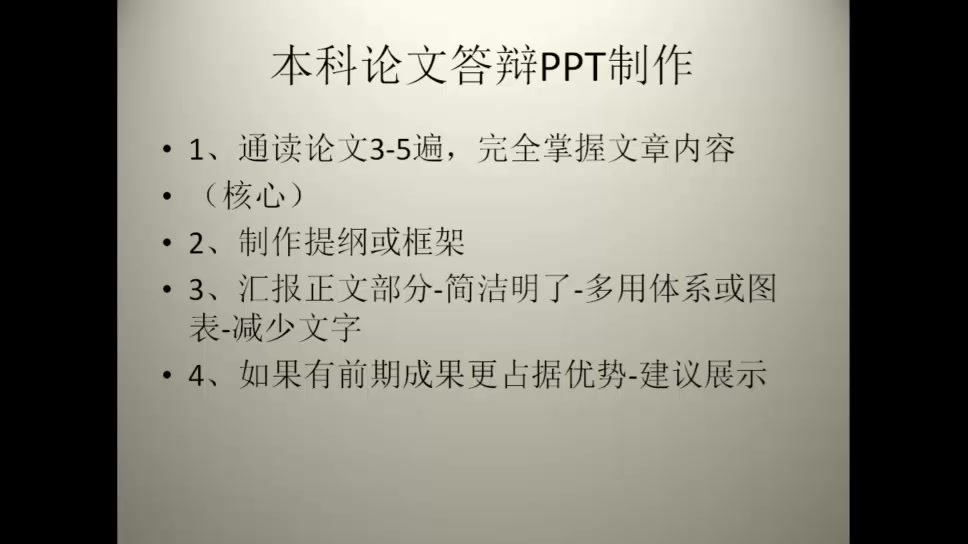 本科论文答辩PPT制作
• 1、通读论文3-5遍，完全掌握文章内容
• （核心）
• 2、制作提纲或框架
• 3、汇报正文部分-简洁明了-多用体系或图
表-减少文字
• 4、如果有前期成果更占据优势-建议展示